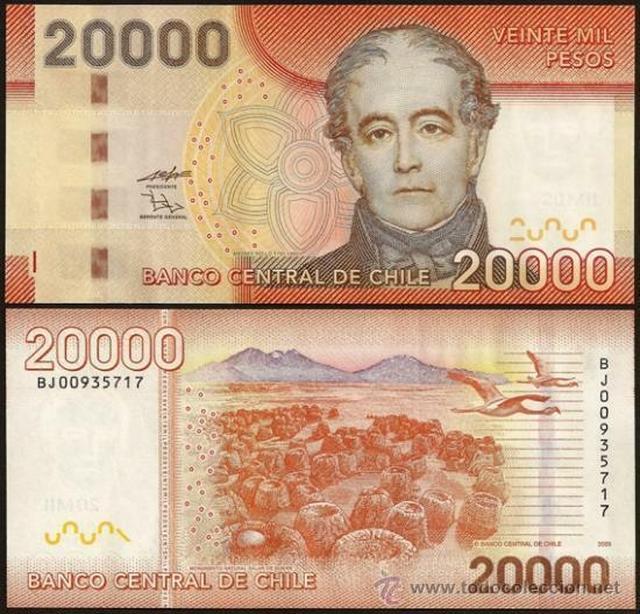 20000
VEINTE MIL
PESOS
PRESIDENTE
GERENTE GENERAL
BANCO CENTRAL DE CHILE
20000
20000
BJ00935717
BJ00935717
20MIL
© BANCO CENTRAL DE CHILE
2009
MONUMENTO NATURAL SALAR DE SURIRE
BANCO CENTRAL DE CHILE
20000
www.todocoleccion.net